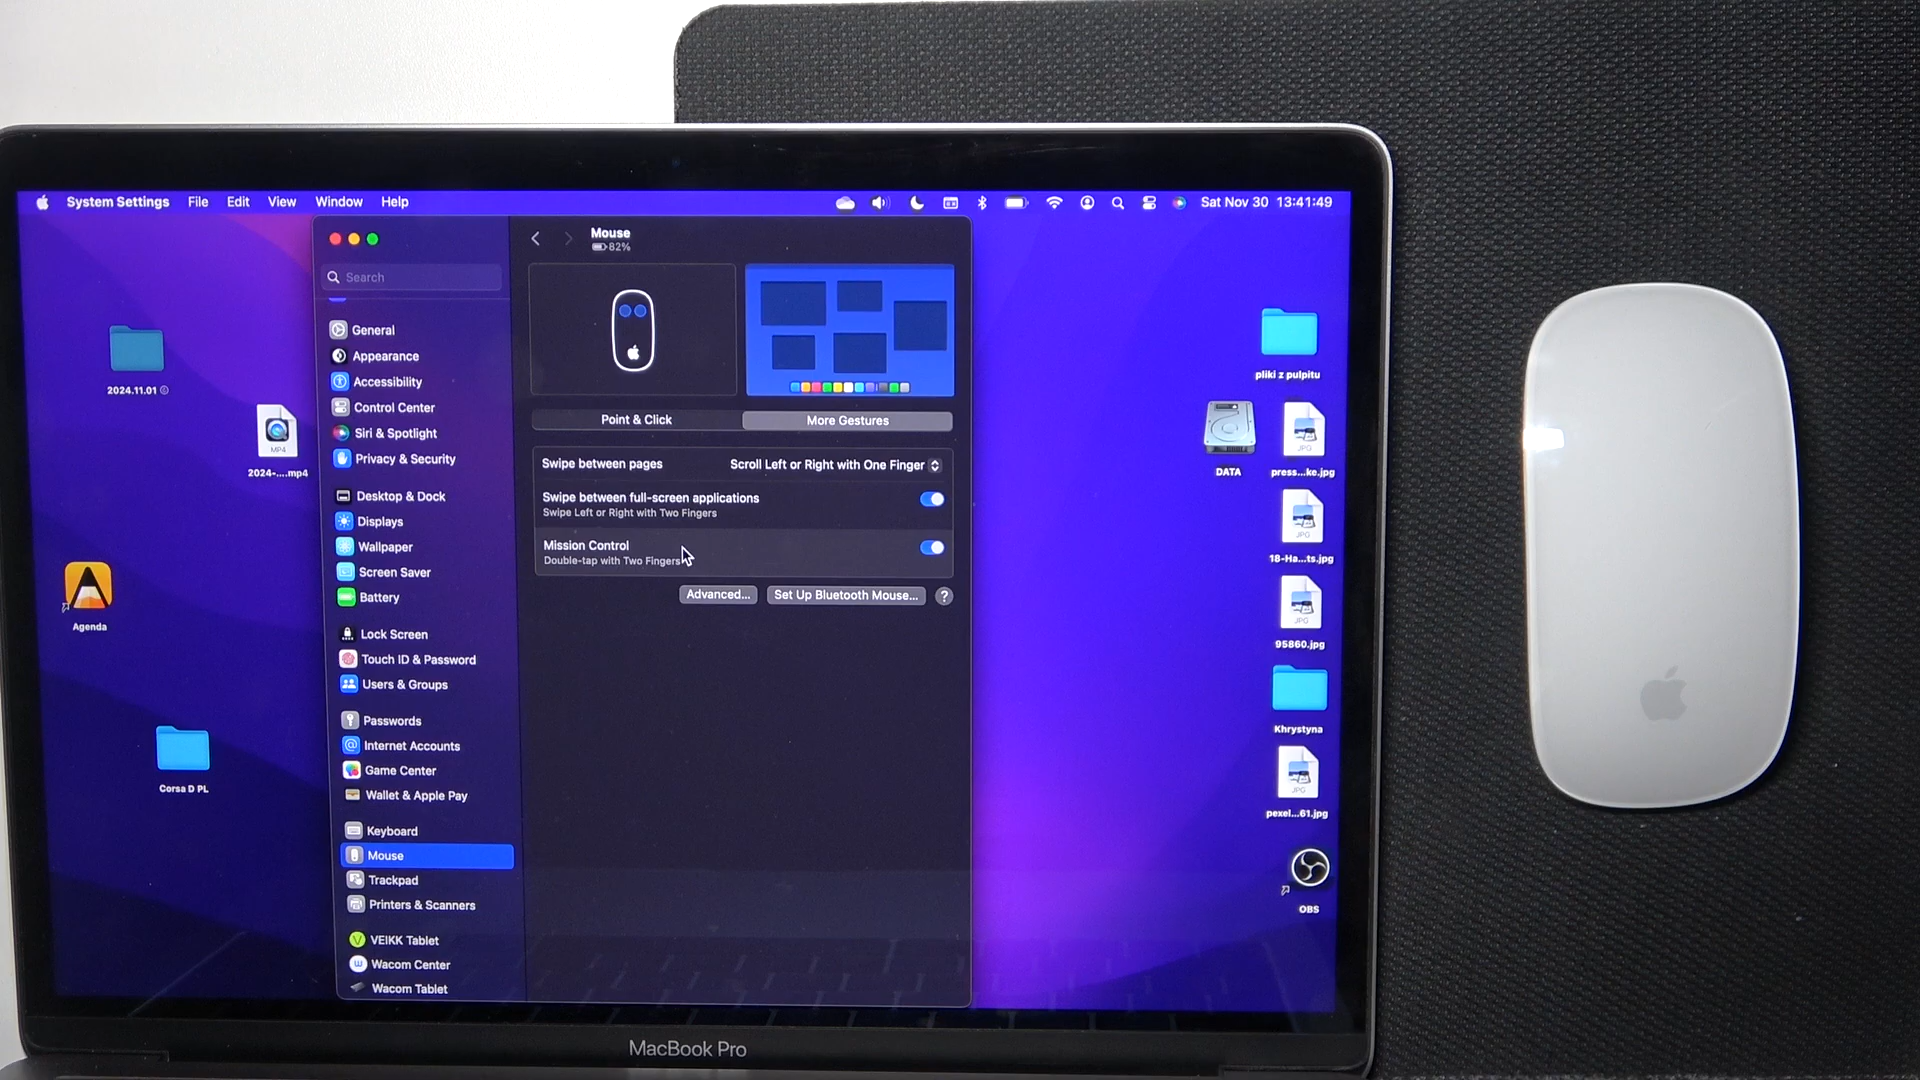 System Settings File Edit View Window Help
Sat Nov 30 13:41:49
Mouse
82%
Search
General
Appearance
Accessibility
Control Center
Siri & Spotlight
Privacy & Security
Desktop & Dock
Displays
Wallpaper
Screen Saver
Battery
Lock Screen
Touch ID & Password
Users & Groups
Passwords
Internet Accounts
Game Center
Wallet & Apple Pay
Keyboard
Mouse
Trackpad
Printers & Scanners
VEIKK Tablet
Wacom Center
Wacom Tablet
Point & Click
More Gestures
Swipe between pages
Scroll Left or Right with One Finger
Swipe between full-screen applications
Swipe Left or Right with Two Fingers
Mission Control
Double-tap with Two Fingers
Advanced...
Set Up Bluetooth Mouse...
?
2024.11.01
MP4
2024-....mp4
Agenda
Corsa D PL
pliki z pulpitu
DATA
JPG
press...ke.jpg
JPG
18-Ha...ts.jpg
JPG
95860.jpg
Khrystyna
JPG
pexel...61.jpg
OBS
MacBook Pro